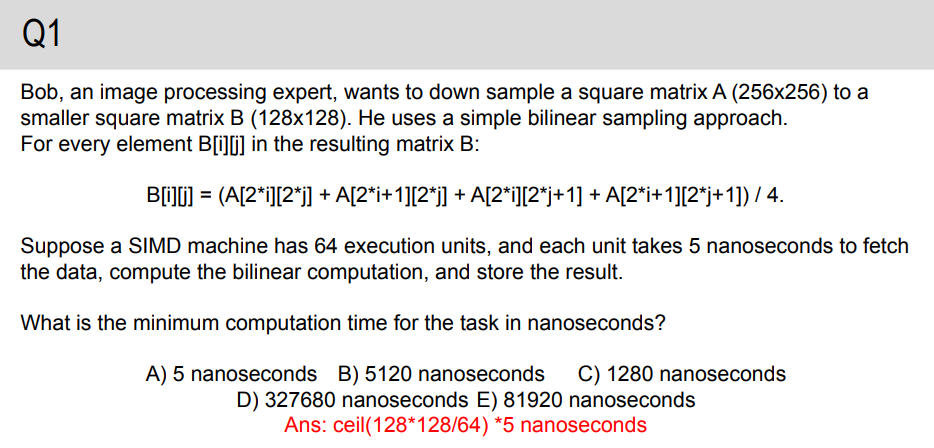 Q1
Bob, an image processing expert, wants to down sample a square matrix A (256x256) to a
smaller square matrix B (128x128). He uses a simple bilinear sampling approach.
For every element B[i][j] in the resulting matrix B:
B[i][j] = (A[2*i][2*j] + A[2*i+1][2*j] + A[2*i][2*j+1] + A[2*i+1][2*j+1]) / 4.
Suppose a SIMD machine has 64 execution units, and each unit takes 5 nanoseconds to fetch
the data, compute the bilinear computation, and store the result.
What is the minimum computation time for the task in nanoseconds?
A) 5 nanoseconds B) 5120 nanoseconds C) 1280 nanoseconds
D) 327680 nanoseconds E) 81920 nanoseconds
Ans: ceil(128*128/64) *5 nanoseconds